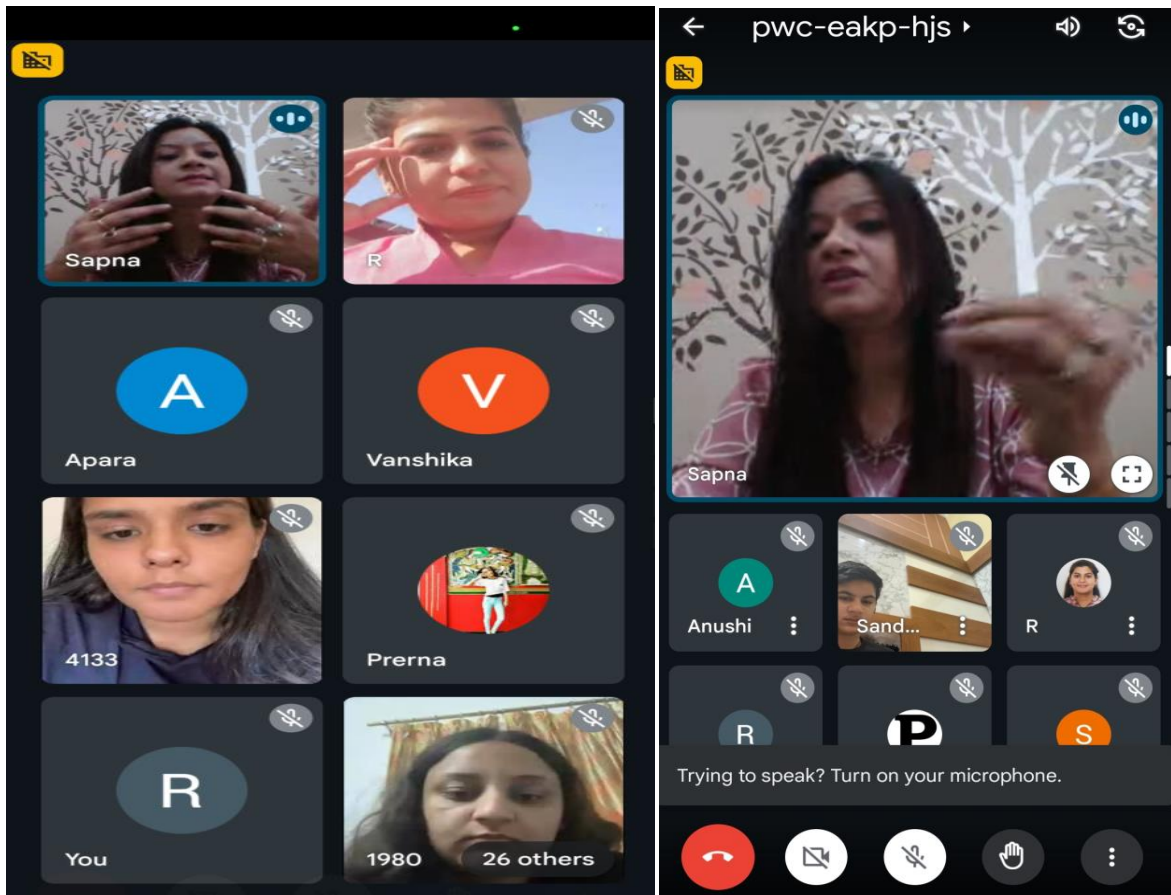 Sapna
R
A
V
Apara
Vanshika
4133
Prerna
R
You
1980
26 others
pwc-eakp-hjs
Sapna
A
Anushi
Sand...
R
R
P
S
Trying to speak? Turn on your microphone.